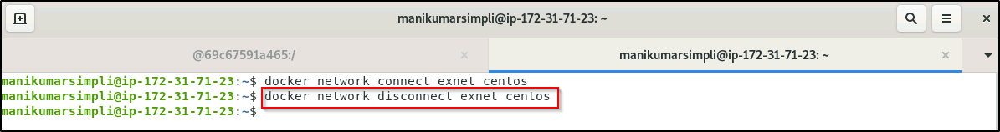 manikumarsimpli@ip-172-31-71-23: ~
@69c67591a465:/
manikumarsimpli@ip-172-31-71-23: ~
manikumarsimpli@ip-172-31-71-23:~$ docker network connect exnet centos
manikumarsimpli@ip-172-31-71-23:~$ docker network disconnect exnet centos
manikumarsimpli@ip-172-31-71-23:~$